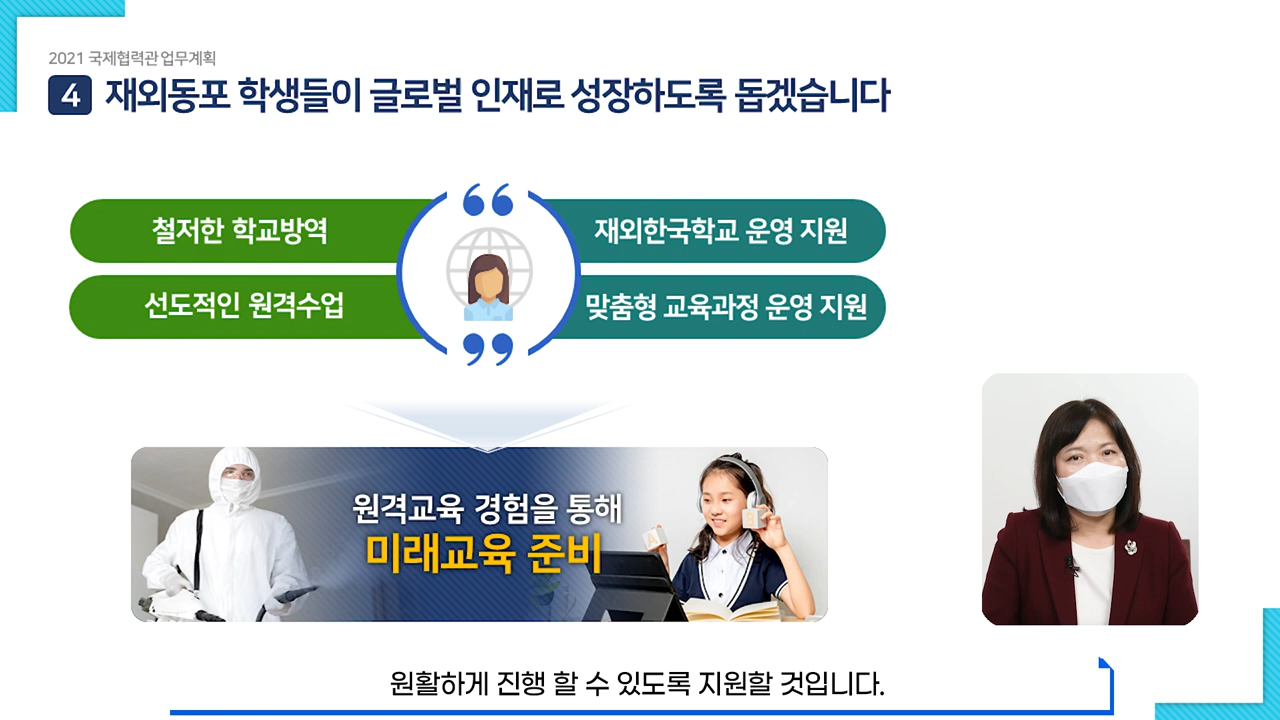 2021 국제협력관 업무계획
4 재외동포 학생들이 글로벌 인재로 성장하도록 돕겠습니다
철저한 학교방역
재외한국학교 운영 지원
선도적인 원격수업
맞춤형 교육과정 운영 지원
원격교육 경험을 통해
미래교육 준비
A
B
원활하게 진행 할 수 있도록 지원할 것입니다.